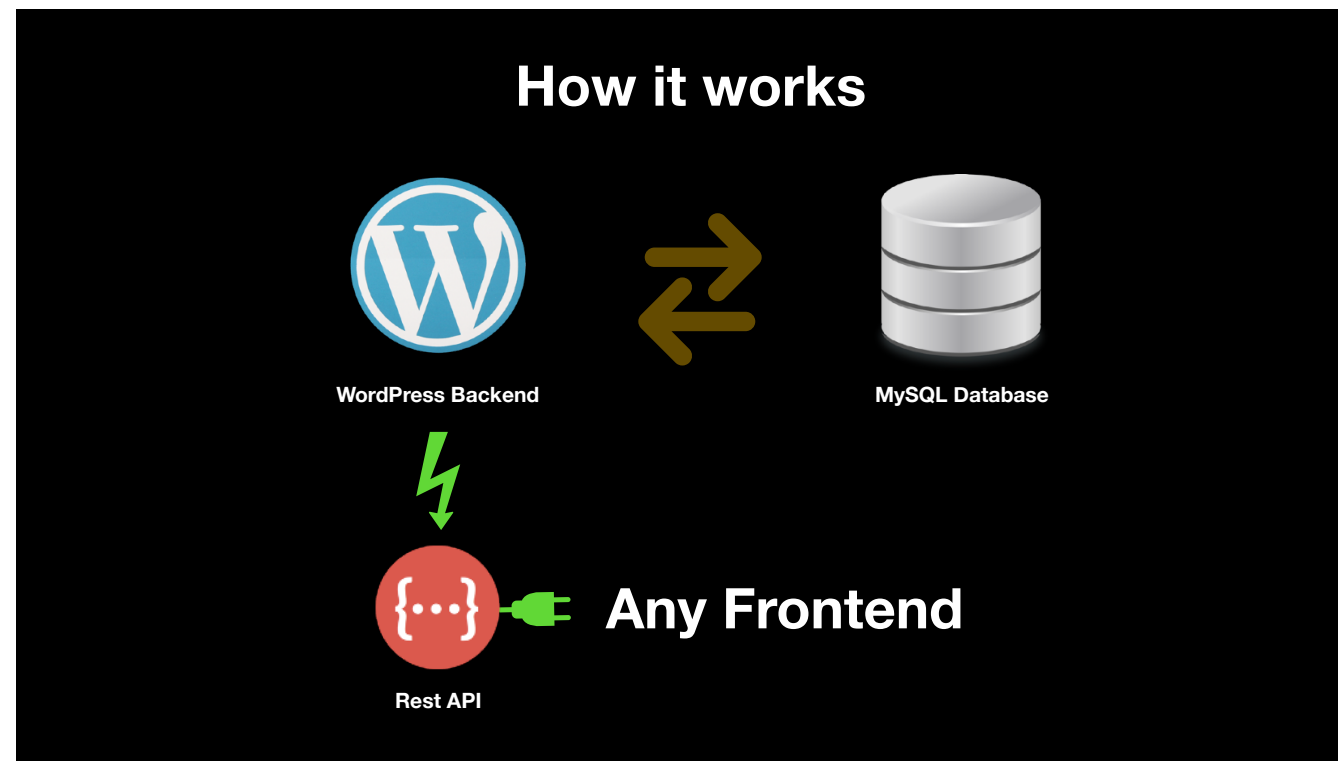 How it works
WordPress Backend
MySQL Database
{...}
Rest API
Any Frontend